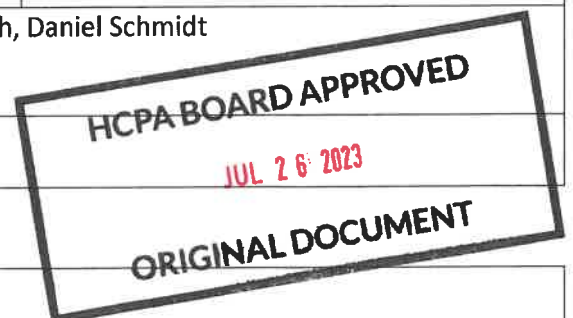 h, Daniel Schmidt
HCPA BOARD APPROVED
JUL 26 2023
ORIGINAL DOCUMENT